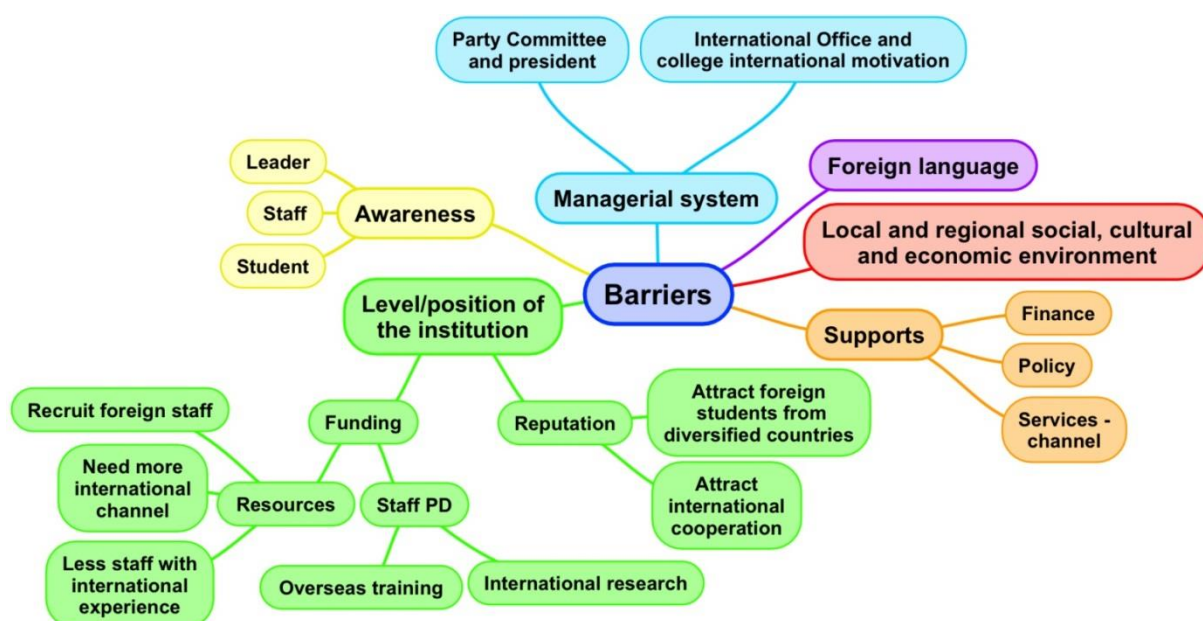 Party Committee
and president
International Office and
college international motivation
Leader
Staff
Student
Awareness
Managerial system
Foreign language
Local and regional social, cultural
and economic environment
Barriers
Level/position of
the institution
Supports
Finance
Policy
Services -
channel
Recruit foreign staff
Need more
international
channel
Less staff with
international
experience
Resources
Funding
Staff PD
Overseas training
International research
Reputation
Attract foreign
students from
diversified countries
Attract
international
cooperation